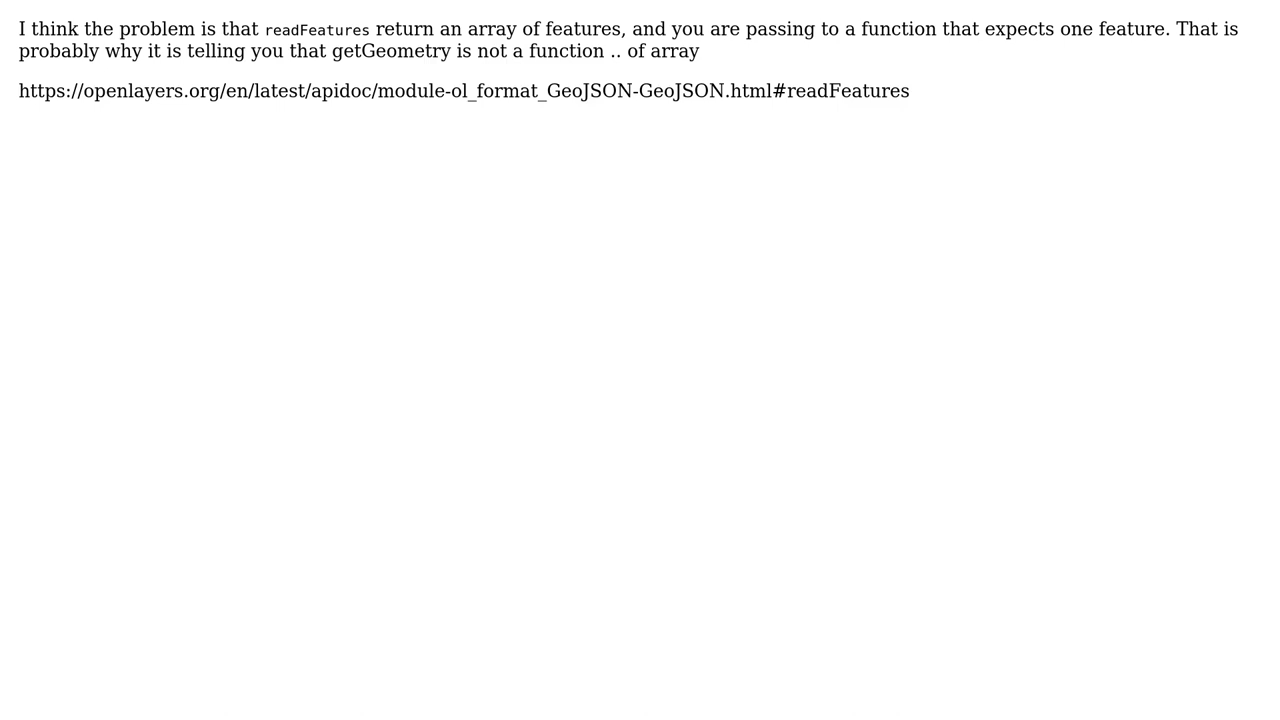 I think the problem is that readFeatures return an array of features, and you are passing to a function that expects one feature. That is
probably why it is telling you that getGeometry is not a function .. of array
https://openlayers.org/en/latest/apidoc/module-ol_format_GeoJSON-GeoJSON.html#readFeatures